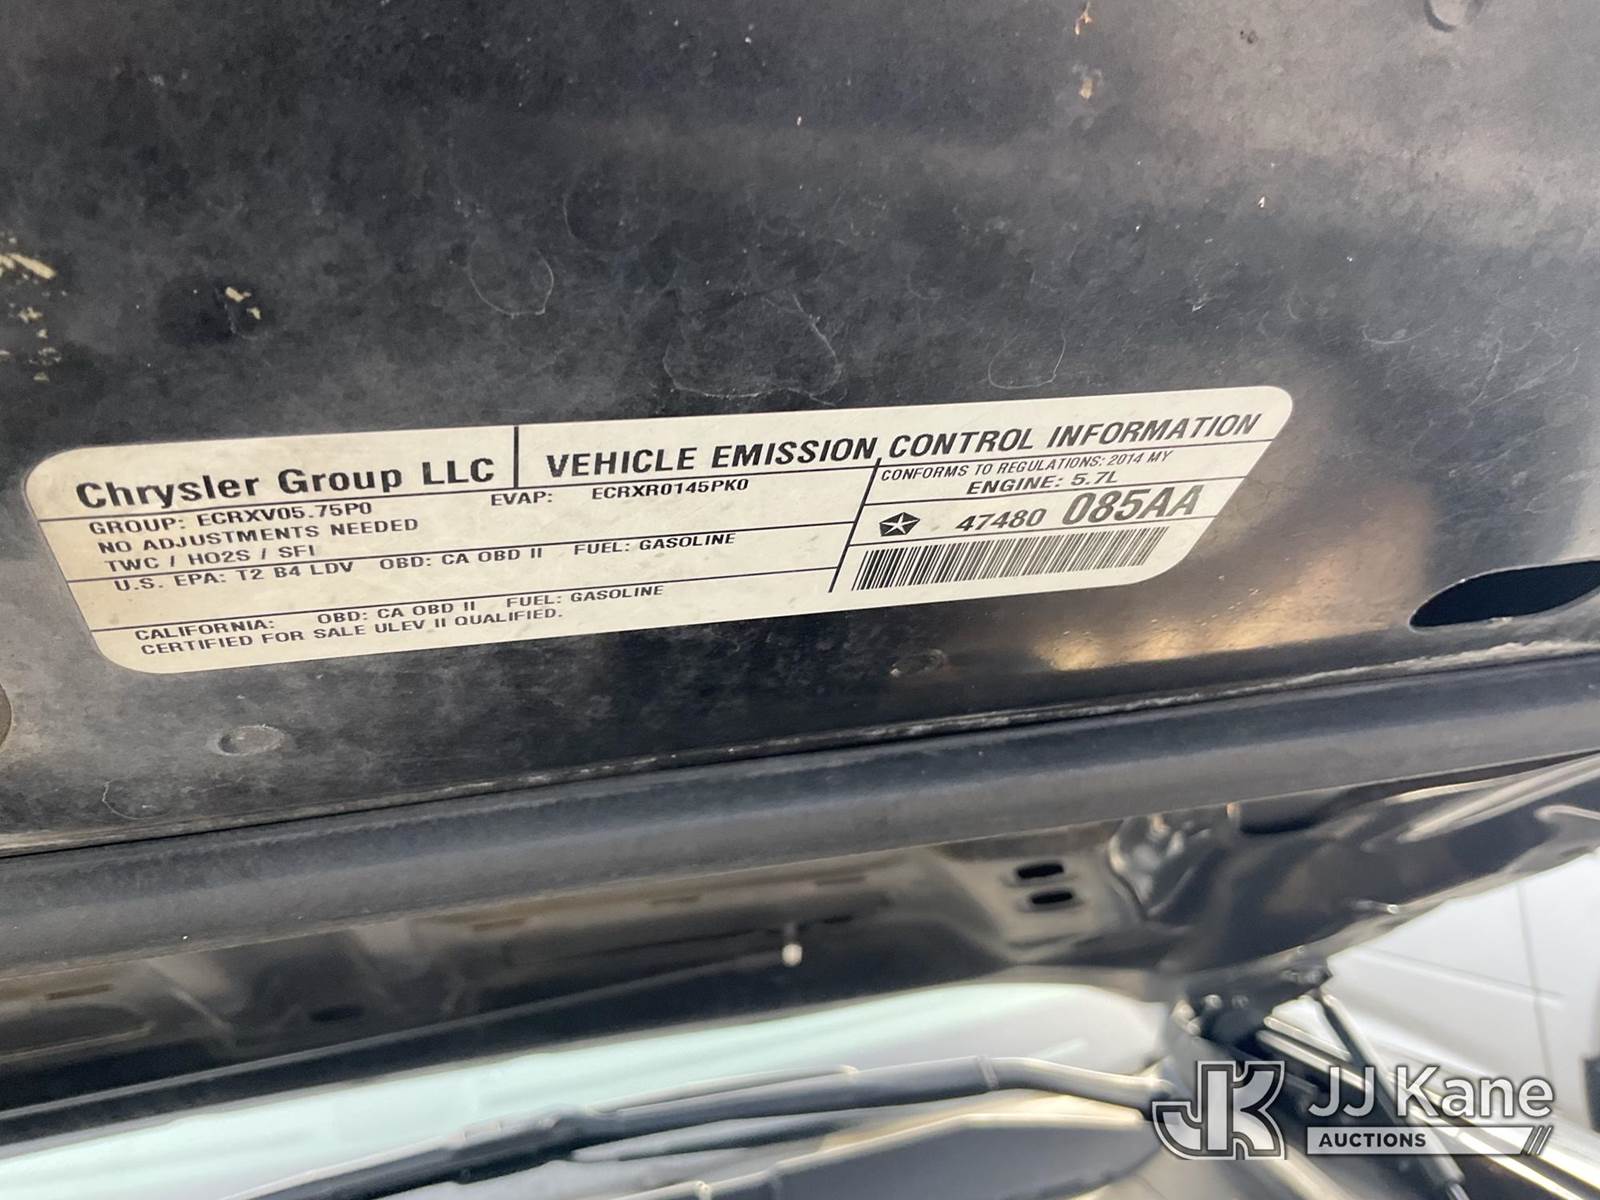 Chrysler Group LLC
VEHICLE EMISSION CONTROL INFORMATION
GROUP: ECRXV05.75P0
EVAP: ECRXR0145PK0
NO ADJUSTMENTS NEEDED
TWC / HO2S / SFI
U.S. EPA: T2 B4 LDV OBD: CA OBD II FUEL: GASOLINE
CALIFORNIA: OBD: CA OBD II FUEL: GASOLINE
CERTIFIED FOR SALE ULEV II QUALIFIED.
CONFORMS TO REGULATIONS: 2014 MY
ENGINE: 5.7L
47480 085AA
JK JJ Kane
AUCTIONS